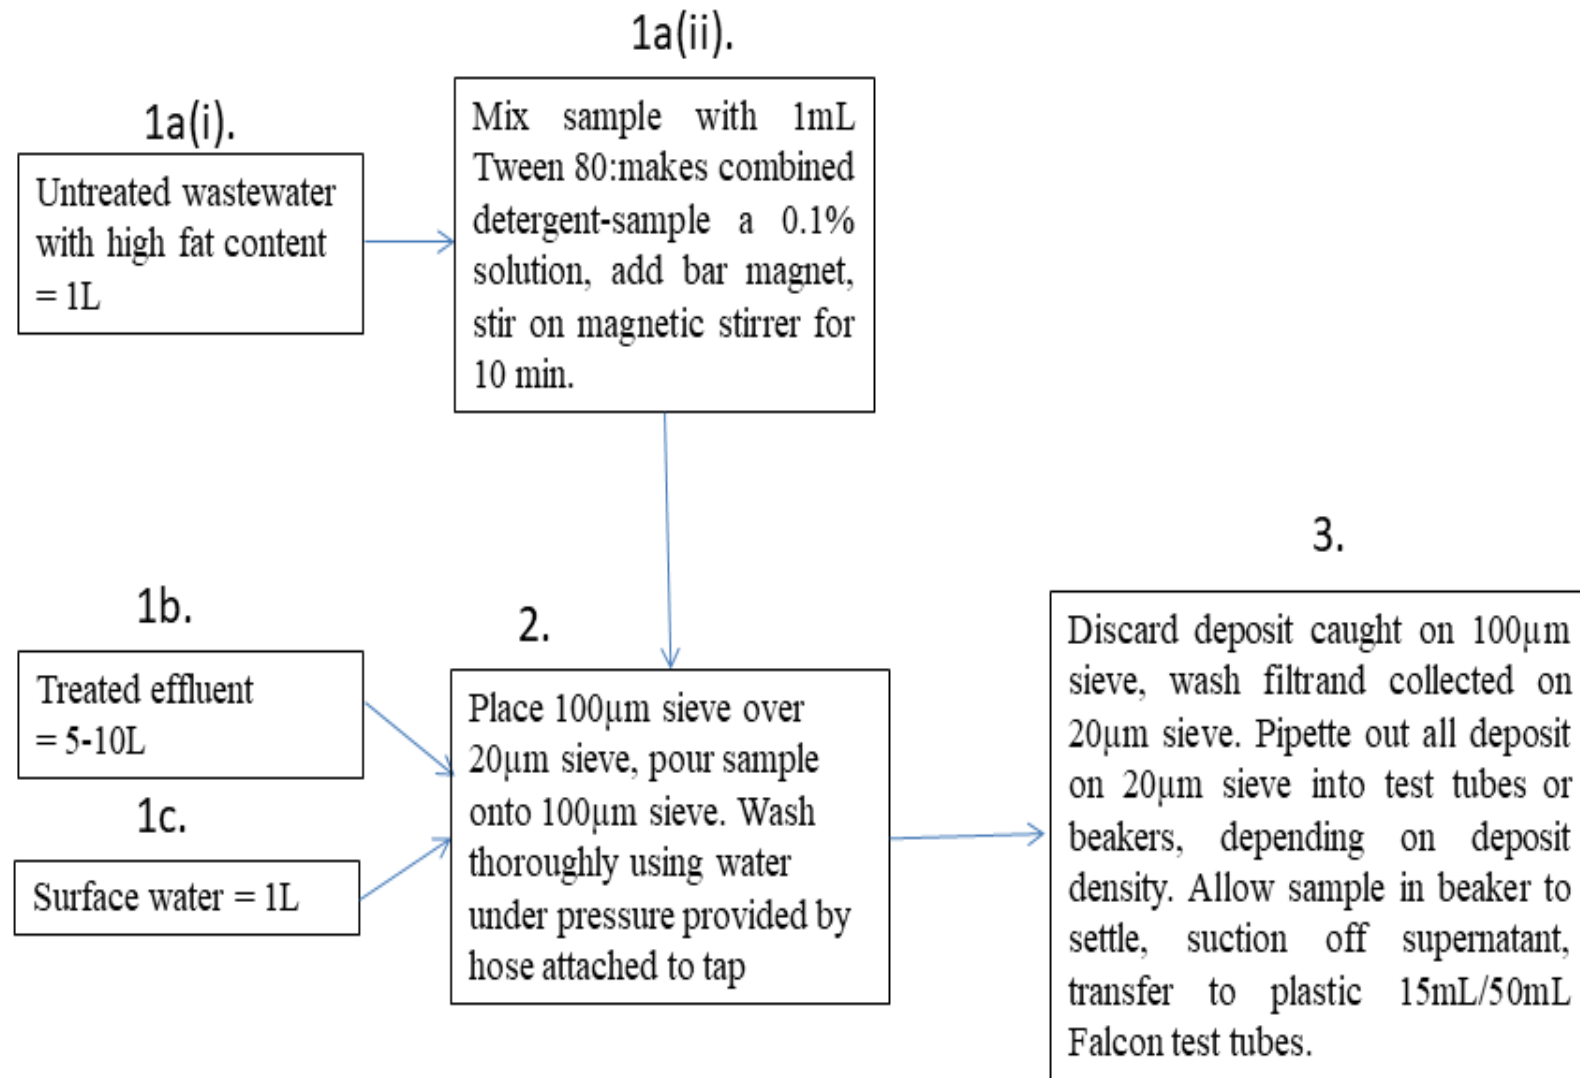 1a(i).
Untreated wastewater
with high fat content
= 1L
1a(ii).
Mix sample with 1mL
Tween 80:makes combined
detergent-sample a 0.1%
solution, add bar magnet,
stir on magnetic stirrer for
10 min.
1b.
Treated effluent
= 5-10L
1c.
Surface water = 1L
2.
Place 100µm sieve over
20µm sieve, pour sample
onto 100µm sieve. Wash
thoroughly using water
under pressure provided by
hose attached to tap
3.
Discard deposit caught on 100µm
sieve, wash filtrand collected on
20µm sieve. Pipette out all deposit
on 20µm sieve into test tubes or
beakers, depending on deposit
density. Allow sample in beaker to
settle, suction off supernatant,
transfer to plastic 15mL/50mL
Falcon test tubes.